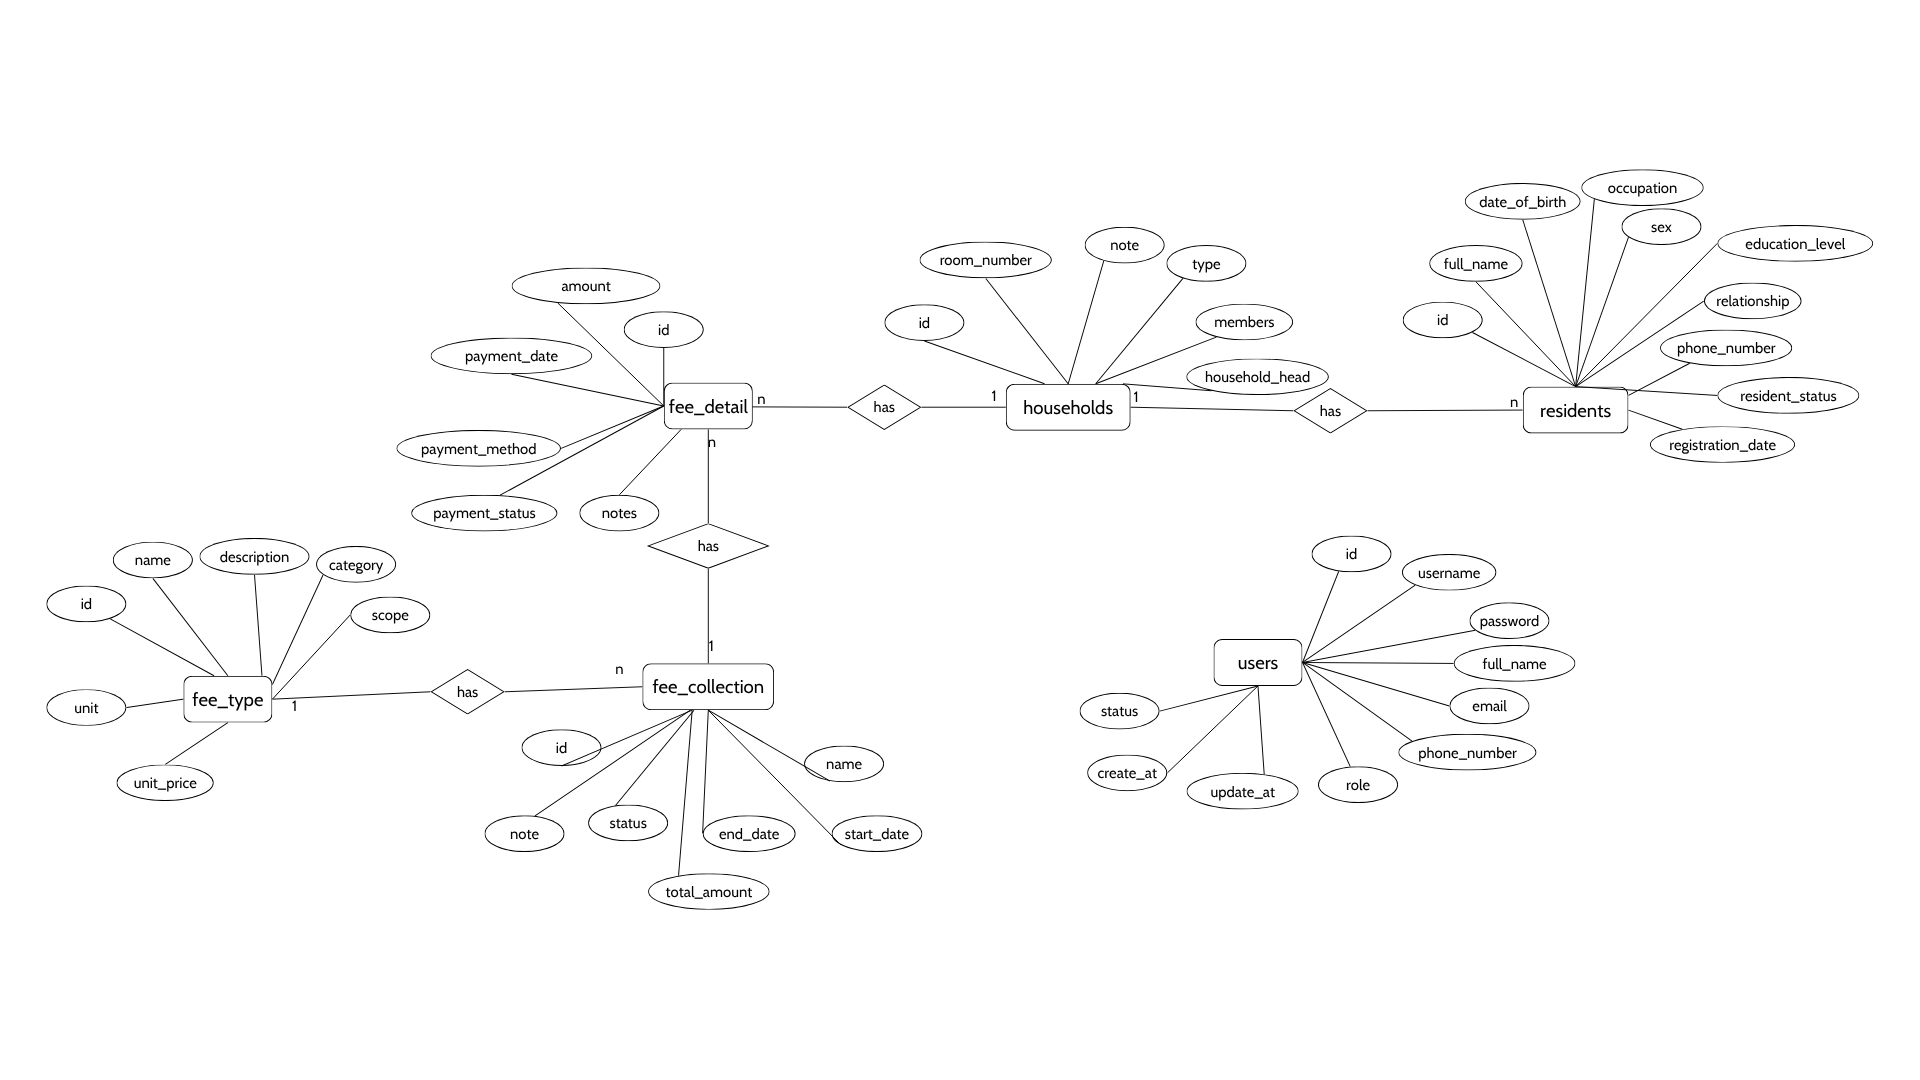 occupation
date_of_birth
sex
education_level
full_name
relationship
id
phone_number
resident_status
residents
registration_date
n
has
1
room_number
note
type
id
members
household_head
households
1
has
n
amount
id
payment_date
fee_detail
payment_method
payment_status
notes
n
has
1
name
description
category
id
scope
unit
fee_type
unit_price
1
has
n
fee_collection
id
name
note
status
end_date
start_date
total_amount
id
username
password
users
full_name
email
status
phone_number
create_at
update_at
role